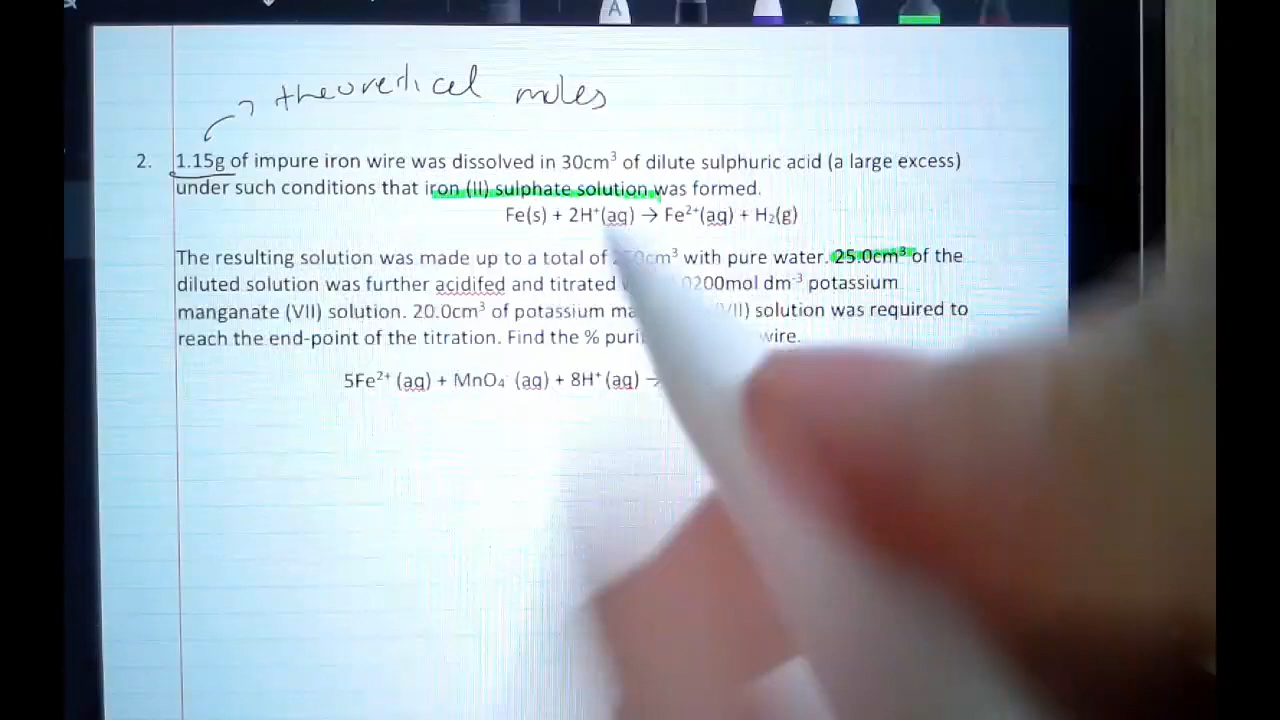 A
theoretical moles
2. 1.15g of impure iron wire was dissolved in 30cm³ of dilute sulphuric acid (a large excess)
under such conditions that iron (II) sulphate solution was formed.
Fe(s) + 2H⁺(aq) → Fe²⁺(aq) + H₂(g)
The resulting solution was made up to a total of cm³ with pure water. 25.0cm³ of the
diluted solution was further acidifed and titrated 0200mol dm⁻³ potassium
manganate (VII) solution. 20.0cm³ of potassium solution was required to
reach the end-point of the titration. Find the % wire.
5Fe²⁺ (aq) + MnO₄⁻ (aq) + 8H⁺ (aq) →